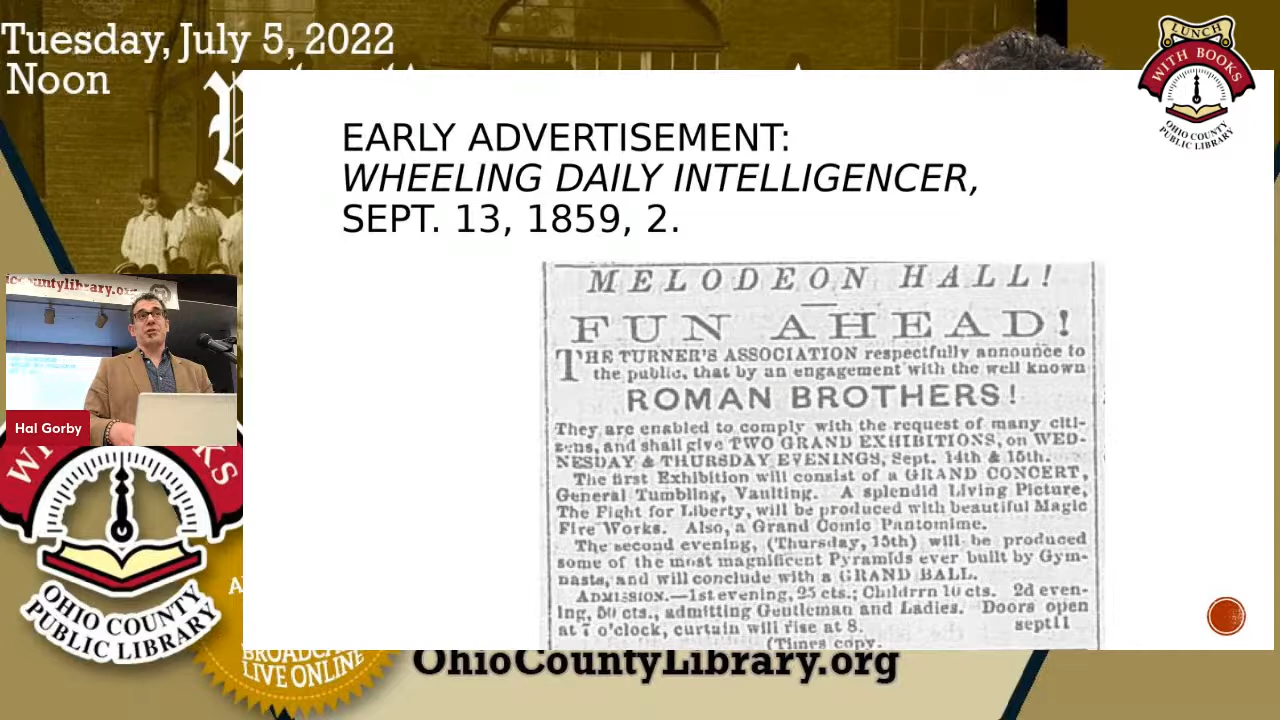 Tuesday, July 5, 2022
Noon
LUNCH
WITH BOOKS
OHIO COUNTY
PUBLIC LIBRARY
EARLY ADVERTISEMENT:
WHEELING DAILY INTELLIGENCER,
SEPT. 13, 1859, 2.
MELODEON HALL!
FUN AHEAD!
THE TURNER'S ASSOCIATION respectfully announce to
the public, that by an engagement with the well known
ROMAN BROTHERS!
They are enabled to comply with the request of many citi-
zens, and shall give TWO GRAND EXHIBITIONS, on WED-
NESDAY & THURSDAY EVENINGS, Sept. 14th & 15th.
The first Exhibition will consist of a GRAND CONCERT,
General Tumbling, Vaulting. A splendid Living Picture,
The Fight for Liberty, will be produced with beautiful Magic
Fire Works. Also, a Grand Comic Pantomime.
The second evening, (Thursday, 15th) will be produced
some of the most magnificent Pyramids ever built by Gym-
nasts, and will conclude with a GRAND BALL.
ADMISSION.—1st evening, 25 cts.; Childrrn 10 cts. 2d even-
ing, 50 cts., admitting Gentleman and Ladies. Doors open
at 7 o'clock, curtain will rise at 8. sept11
(Times copy.
ocountylibrary.org
Hal Gorby
OHIO COUNTY
PUBLIC LIBRARY
BROADCAST
LIVE ONLINE
OhioCountyLibrary.org